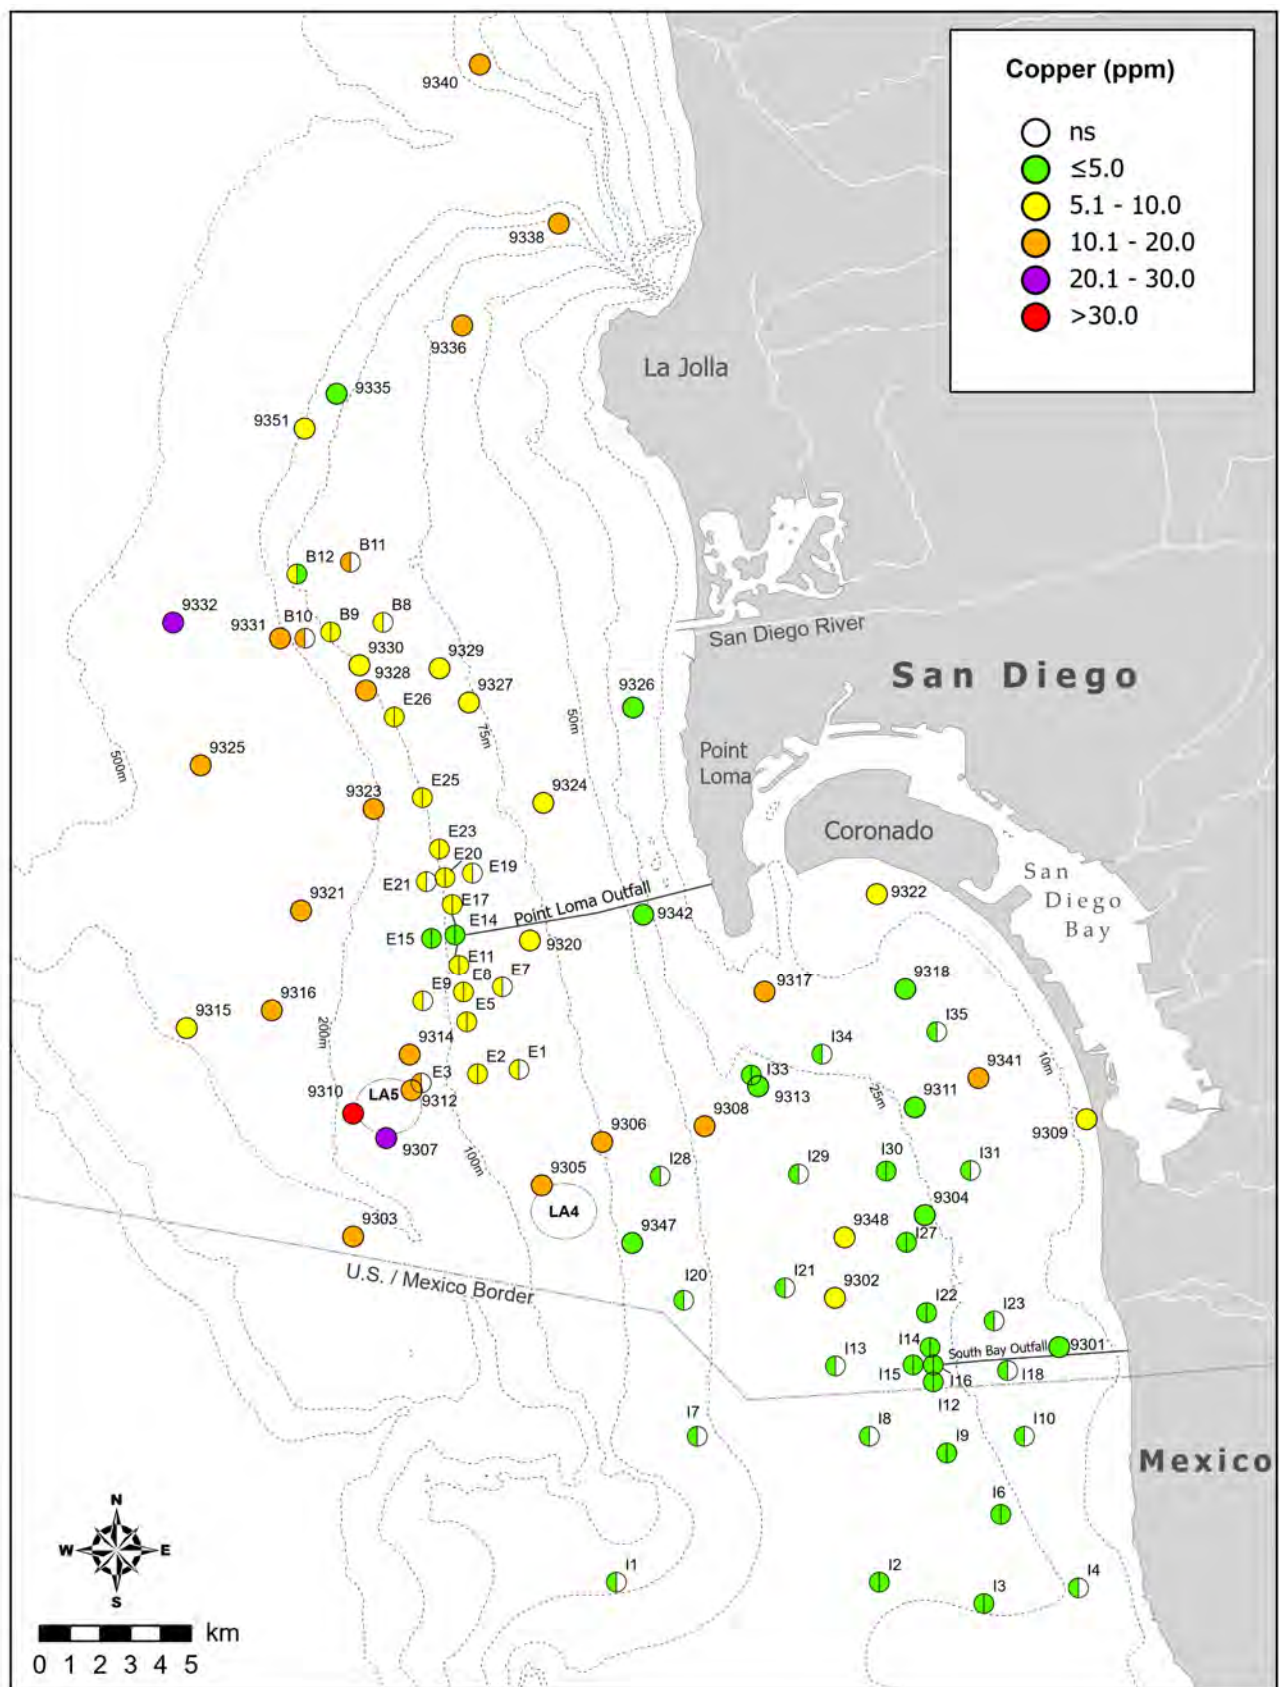 Copper (ppm)
ns
≤5.0
5.1 - 10.0
10.1 - 20.0
20.1 - 30.0
>30.0
9340
9338
9336
La Jolla
9335
9351
B11
B12
9332
B8
B10
B9
9331
San Diego River
9330
9329
San Diego
9328
9326
E26
9327
50m
75m
Point
Loma
9325
500m
E25
9323
9324
Coronado
E23
E20
E19
E21
San
Diego
Bay
9321
E17
Point Loma Outfall
9322
E14
9342
E15
9320
E11
E7
E8
E9
9317
9318
9316
9315
E5
200m
I35
9314
I34
E2
E1
10m
E3
I33
9341
LA5
9310
9312
9313
25m
9311
9308
9309
9306
9307
100m
I28
I29
I30
I31
9305
LA4
9304
9303
9347
9348
I27
U.S. / Mexico Border
I20
I21
9302
I22
I23
I14
South Bay Outfall
9301
I13
I15
I16
I18
I12
I7
I8
I10
I9
Mexico
I6
N
W
E
S
I1
I2
I3
I4
km
0 1 2 3 4 5